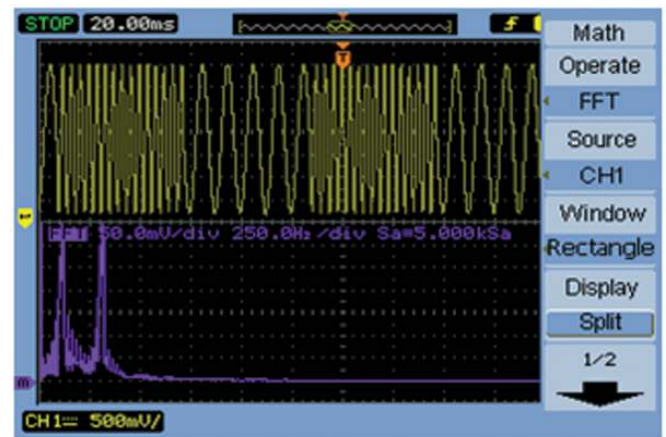 STOP 20.00ms
T
Math
Operate
FFT
Source
CH1
Window
Rectangle
FFT 50.0mV/div 250.0Hz/div Sa=5.000kSa
Display
Split
1/2
m
CH1 500mV/